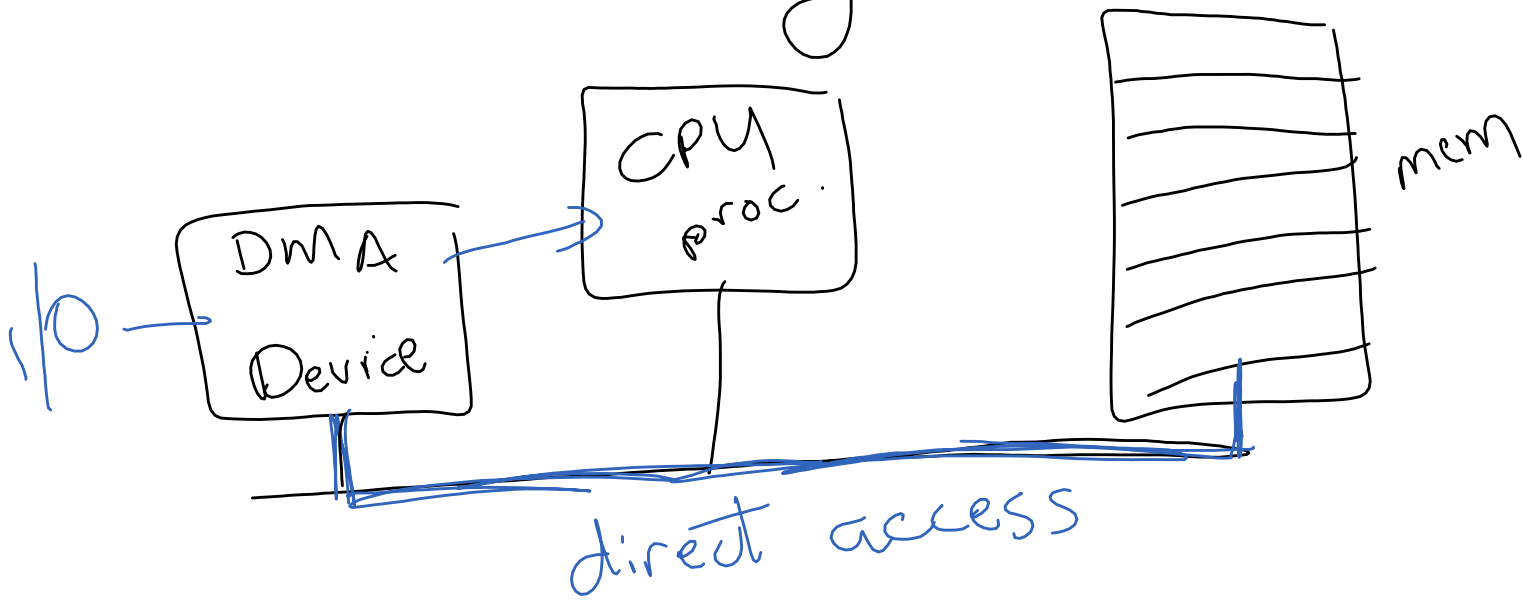 CPU
proc.
mem
DMA
Device
I/O
direct access